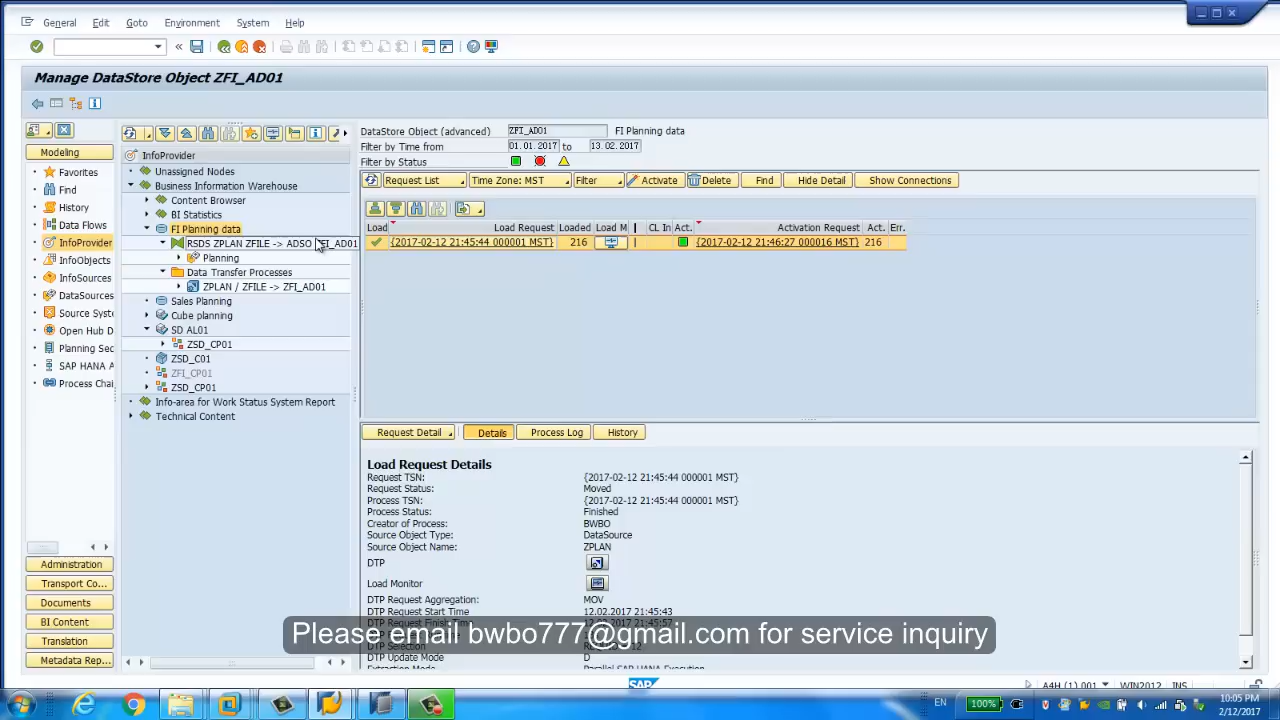 General Edit Goto Environment System Help
Manage DataStore Object ZFI_AD01
Modeling
Favorites
Find
History
Data Flows
InfoProvider
InfoObjects
InfoSources
DataSources
Source Syst
Open Hub D
Planning Seq
SAP HANA A
Process Chai
Administration
Transport Co...
Documents
BI Content
Translation
Metadata Rep...
InfoProvider
Unassigned Nodes
Business Information Warehouse
Content Browser
BI Statistics
FI Planning data
RSDS ZPLAN ZFILE -> ADSO ZFI_AD01
Planning
Data Transfer Processes
ZPLAN / ZFILE -> ZFI_AD01
Sales Planning
Cube planning
SD AL01
ZSD_CP01
ZSD_C01
ZFI_CP01
ZSD_CP01
Info-area for Work Status System Report
Technical Content
DataStore Object (advanced) ZFI_AD01 FI Planning data
Filter by Time from 01.01.2017 to 13.02.2017
Filter by Status
Request List Time Zone: MST Filter Activate Delete Find Hide Detail Show Connections
Load Load Request Loaded Load M CL In Act. Activation Request Act. Err.
{2017-02-12 21:45:44 000001 MST} 216 {2017-02-12 21:46:27 000016 MST} 216
Request Detail Details Process Log History
Load Request Details
Request TSN: {2017-02-12 21:45:44 000001 MST}
Request Status: Moved
Process TSN: {2017-02-12 21:45:44 000001 MST}
Process Status: Finished
Creator of Process: BWBO
Source Object Type: DataSource
Source Object Name: ZPLAN
DTP
Load Monitor
DTP Request Aggregation: MOV
DTP Request Start Time 12.02.2017 21:45:43
DTP Update Mode D
Please email bwbo777@gmail.com for service inquiry
SAP
A4H (1) 001 WIN2012 INS
EN 100% 10:05 PM
2/12/2017